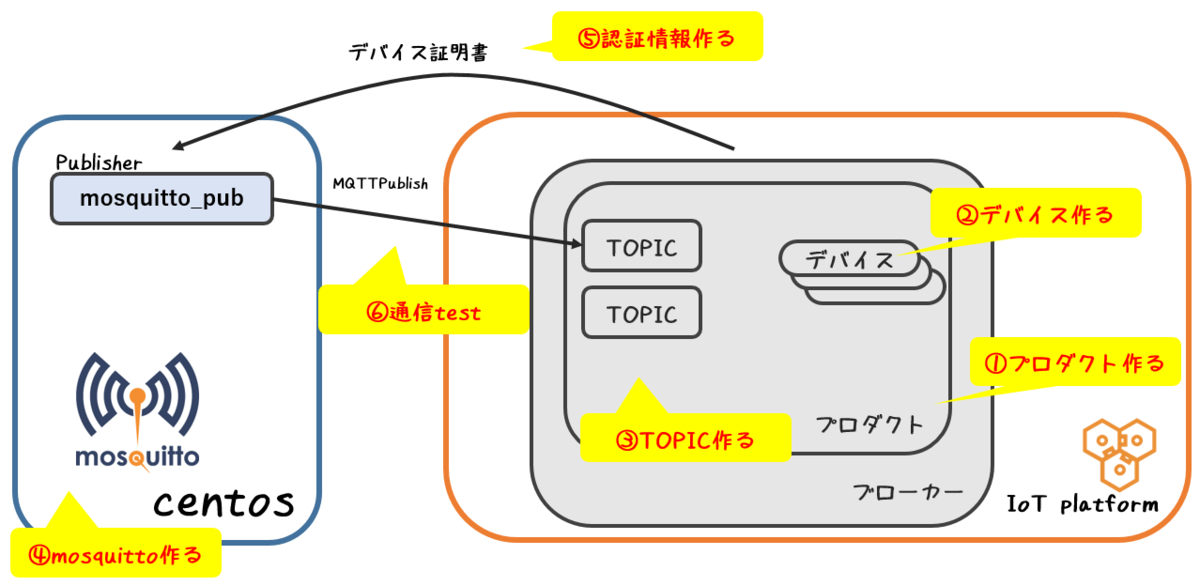 ⑤認証情報作る
デバイス証明書
Publisher
mosquitto_pub
MQTTPublish
②デバイス作る
TOPIC
デバイス
⑥通信test
TOPIC
①プロダクト作る
プロダクト
③TOPIC作る
mosquitto
centos
ブローカー
IoT platform
④mosquitto作る